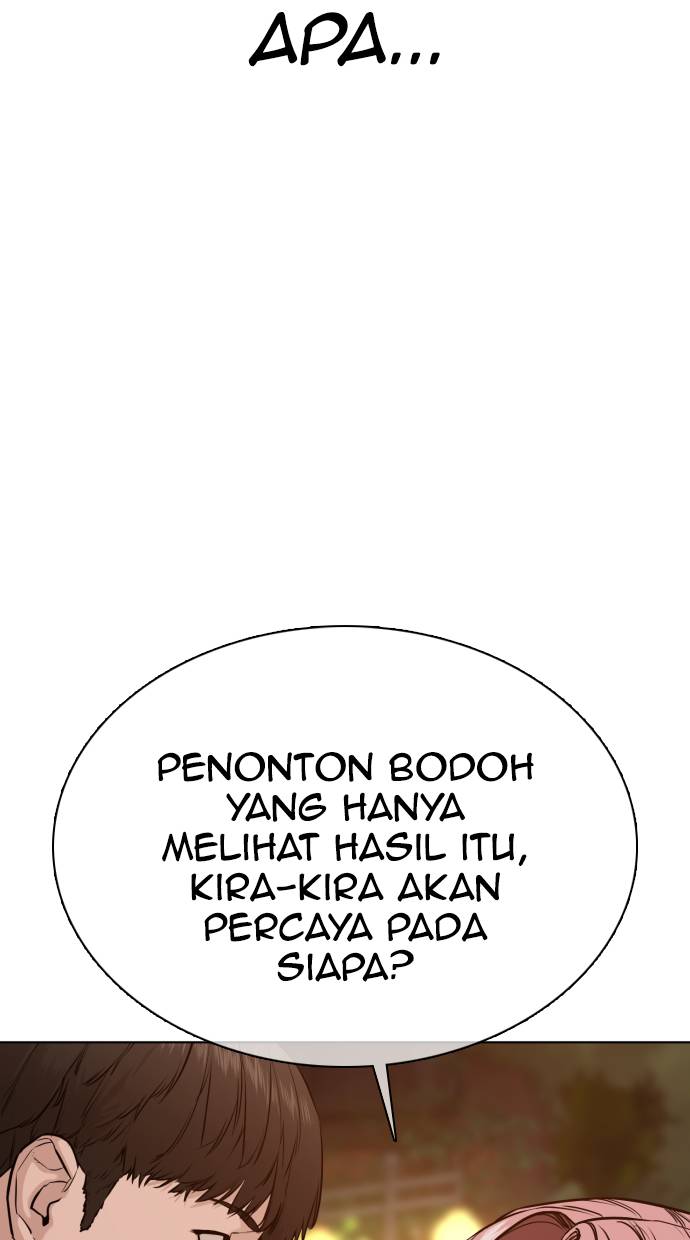 APA...
PENONTON BODOH
YANG HANYA
MELIHAT HASIL ITU,
KIRA-KIRA AKAN
PERCAYA PADA
SIAPA?